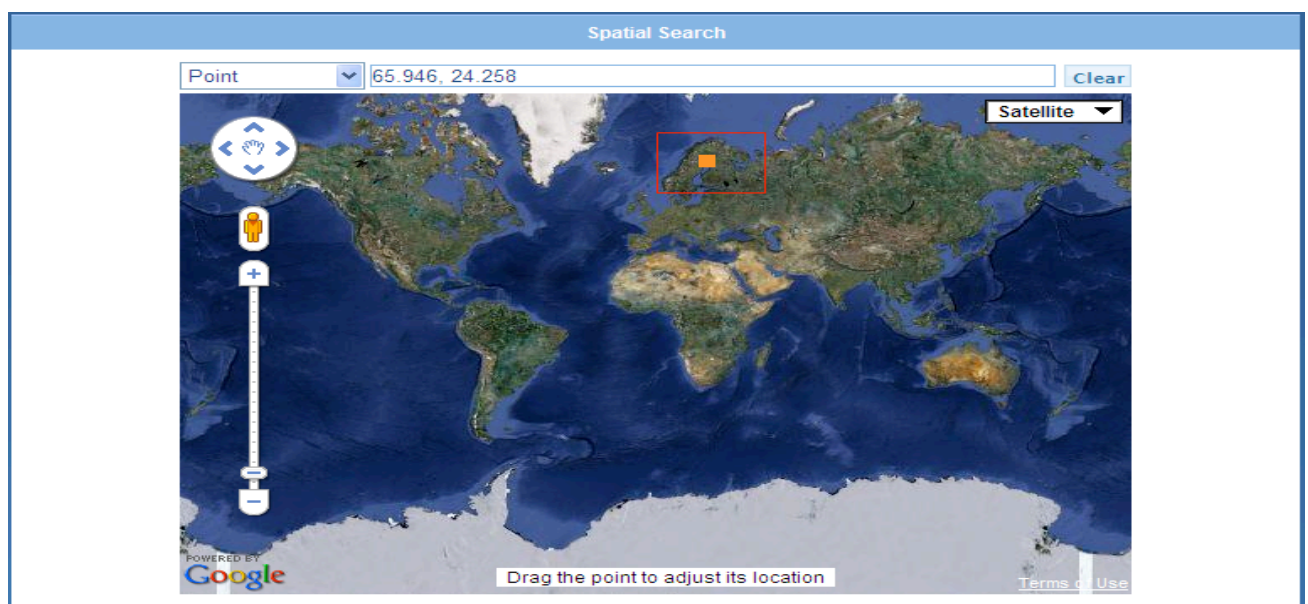 Spatial Search
Point
65.946, 24.258
Clear
Satellite
+
−
POWERED BY
Google
Drag the point to adjust its location
Terms of Use